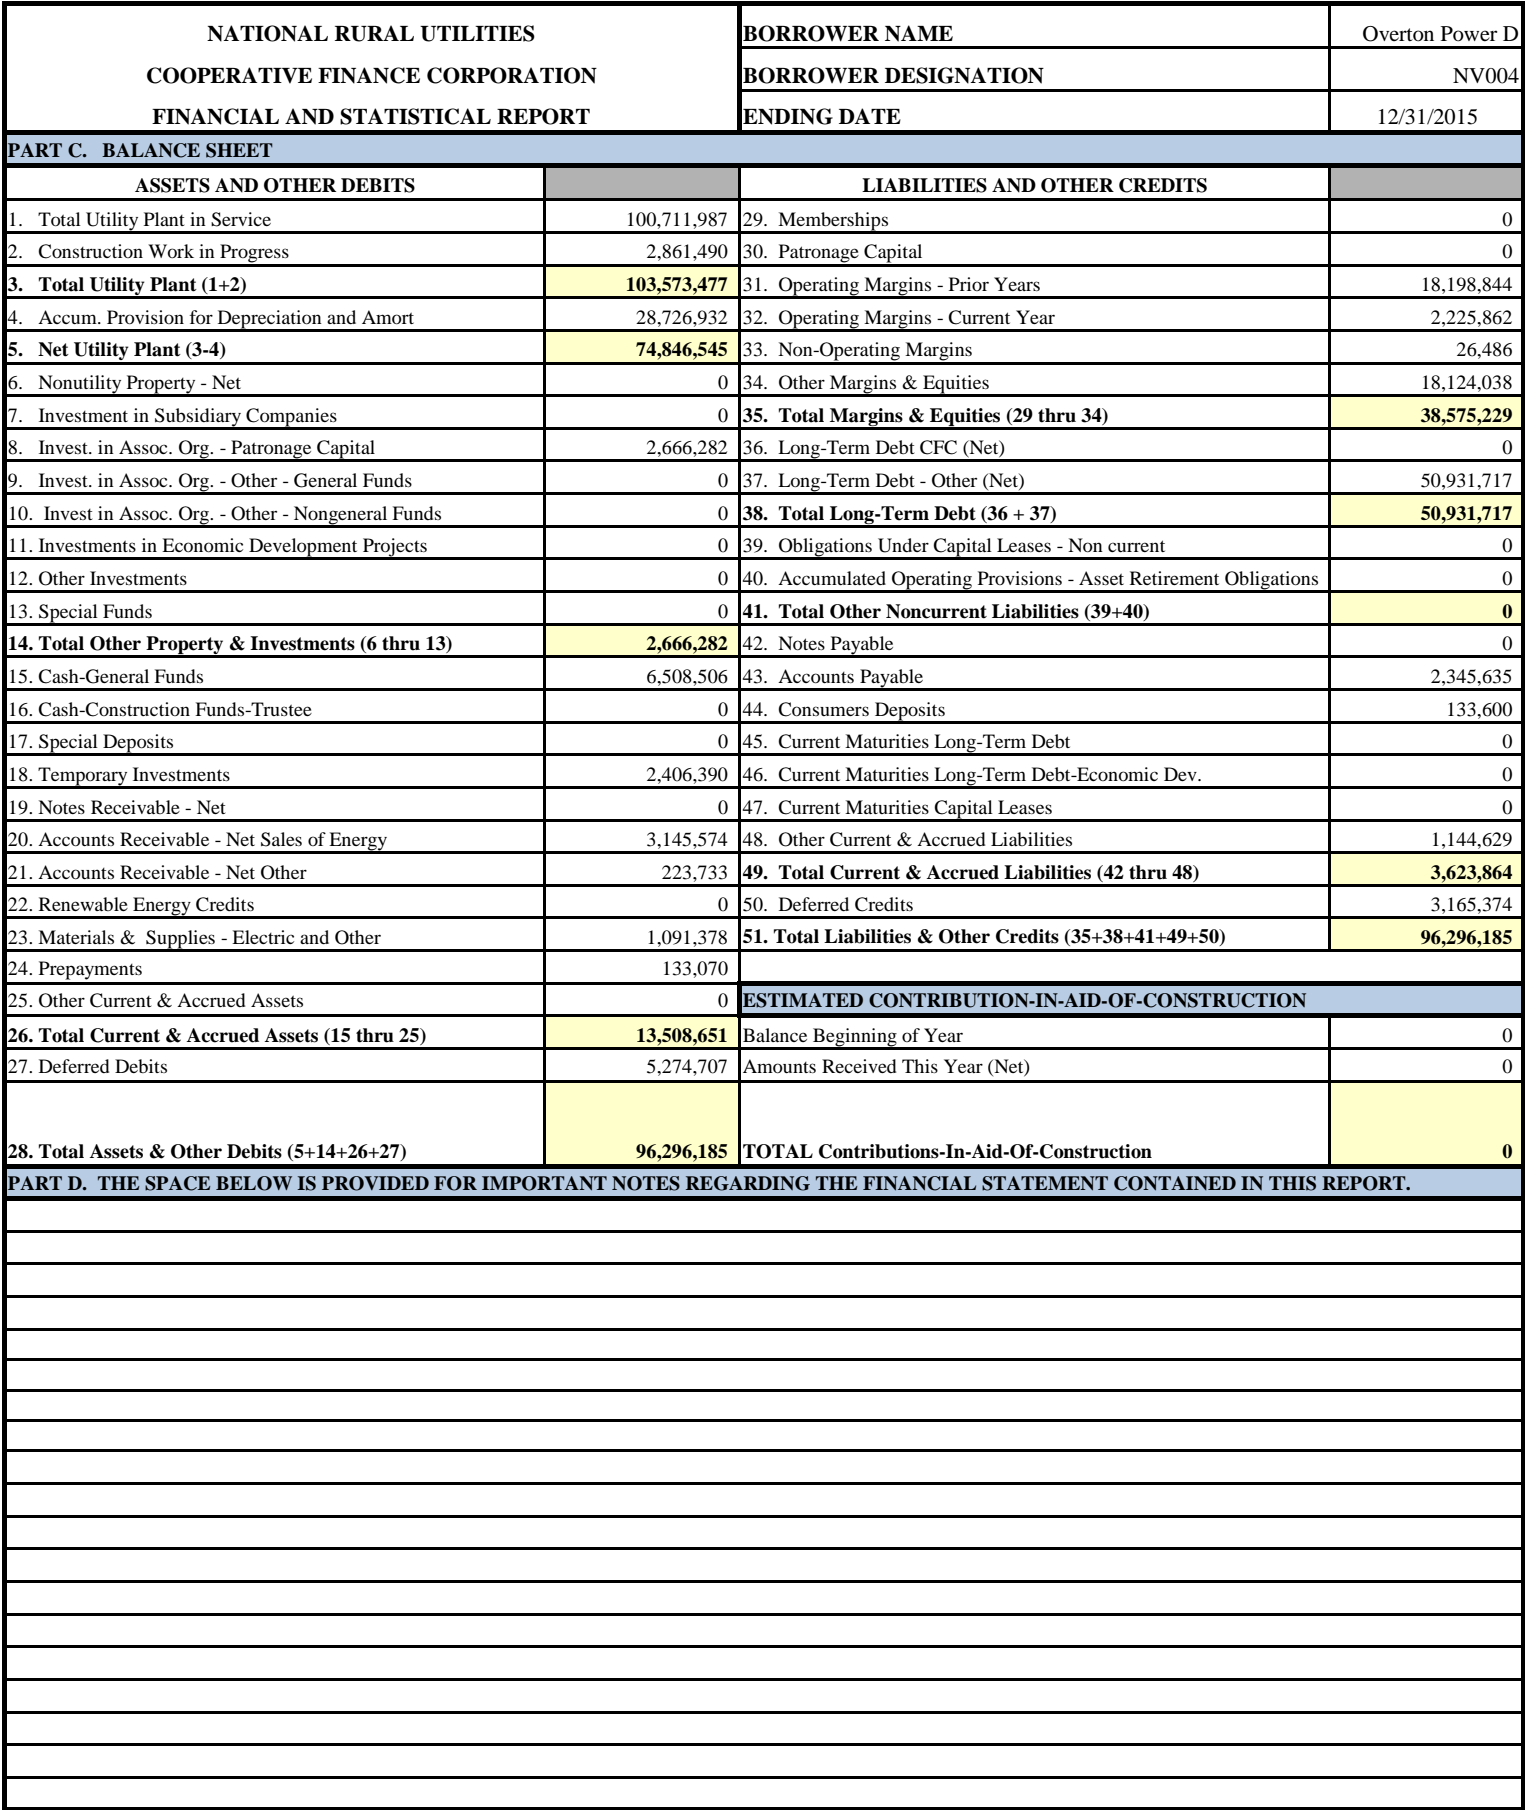 NATIONAL RURAL UTILITIES
COOPERATIVE FINANCE CORPORATION
FINANCIAL AND STATISTICAL REPORT
BORROWER NAME Overton Power D
BORROWER DESIGNATION NV004
ENDING DATE 12/31/2015
PART C. BALANCE SHEET
ASSETS AND OTHER DEBITS LIABILITIES AND OTHER CREDITS
1. Total Utility Plant in Service 100,711,987 29. Memberships 0
2. Construction Work in Progress 2,861,490 30. Patronage Capital 0
3. Total Utility Plant (1+2) 103,573,477 31. Operating Margins - Prior Years 18,198,844
4. Accum. Provision for Depreciation and Amort 28,726,932 32. Operating Margins - Current Year 2,225,862
5. Net Utility Plant (3-4) 74,846,545 33. Non-Operating Margins 26,486
6. Nonutility Property - Net 0 34. Other Margins & Equities 18,124,038
7. Investment in Subsidiary Companies 0 35. Total Margins & Equities (29 thru 34) 38,575,229
8. Invest. in Assoc. Org. - Patronage Capital 2,666,282 36. Long-Term Debt CFC (Net) 0
9. Invest. in Assoc. Org. - Other - General Funds 0 37. Long-Term Debt - Other (Net) 50,931,717
10. Invest in Assoc. Org. - Other - Nongeneral Funds 0 38. Total Long-Term Debt (36 + 37) 50,931,717
11. Investments in Economic Development Projects 0 39. Obligations Under Capital Leases - Non current 0
12. Other Investments 0 40. Accumulated Operating Provisions - Asset Retirement Obligations 0
13. Special Funds 0 41. Total Other Noncurrent Liabilities (39+40) 0
14. Total Other Property & Investments (6 thru 13) 2,666,282 42. Notes Payable 0
15. Cash-General Funds 6,508,506 43. Accounts Payable 2,345,635
16. Cash-Construction Funds-Trustee 0 44. Consumers Deposits 133,600
17. Special Deposits 0 45. Current Maturities Long-Term Debt 0
18. Temporary Investments 2,406,390 46. Current Maturities Long-Term Debt-Economic Dev. 0
19. Notes Receivable - Net 0 47. Current Maturities Capital Leases 0
20. Accounts Receivable - Net Sales of Energy 3,145,574 48. Other Current & Accrued Liabilities 1,144,629
21. Accounts Receivable - Net Other 223,733 49. Total Current & Accrued Liabilities (42 thru 48) 3,623,864
22. Renewable Energy Credits 0 50. Deferred Credits 3,165,374
23. Materials & Supplies - Electric and Other 1,091,378 51. Total Liabilities & Other Credits (35+38+41+49+50) 96,296,185
24. Prepayments 133,070
25. Other Current & Accrued Assets 0 ESTIMATED CONTRIBUTION-IN-AID-OF-CONSTRUCTION
26. Total Current & Accrued Assets (15 thru 25) 13,508,651 Balance Beginning of Year 0
27. Deferred Debits 5,274,707 Amounts Received This Year (Net) 0
28. Total Assets & Other Debits (5+14+26+27) 96,296,185 TOTAL Contributions-In-Aid-Of-Construction 0
PART D. THE SPACE BELOW IS PROVIDED FOR IMPORTANT NOTES REGARDING THE FINANCIAL STATEMENT CONTAINED IN THIS REPORT.